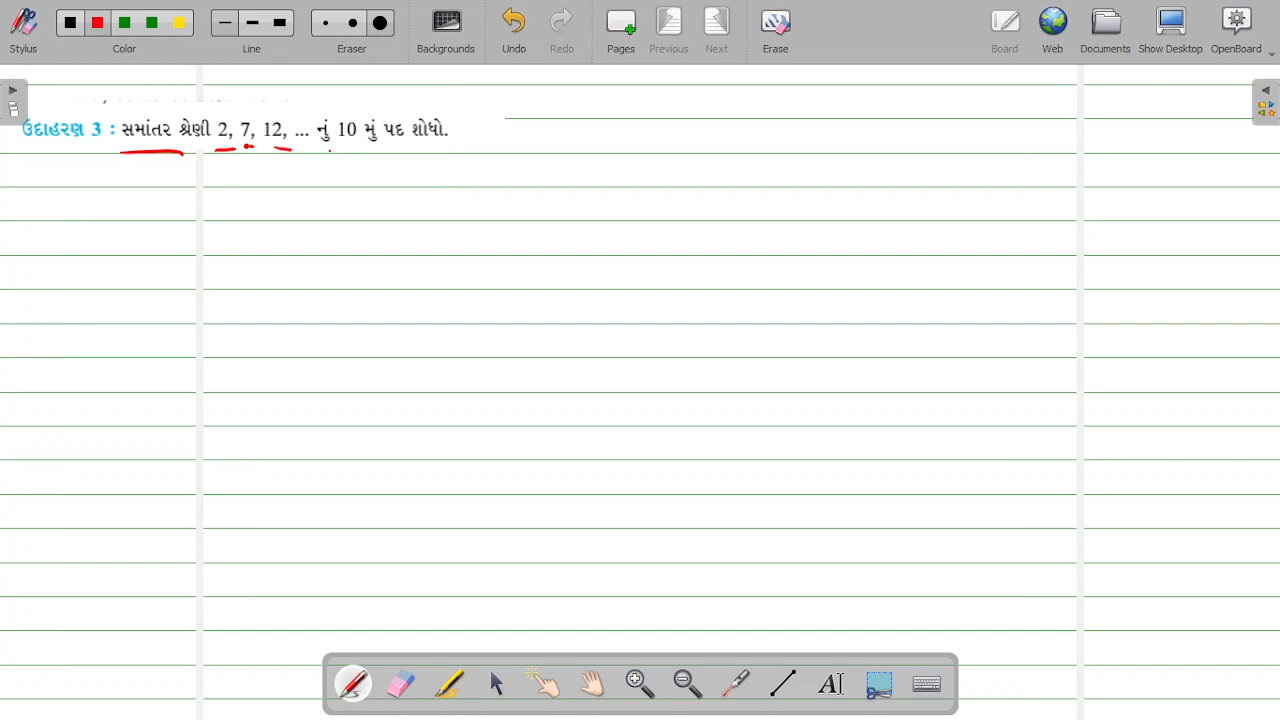 Stylus
Color
Line
Eraser
Backgrounds
Undo
Redo
Pages
Previous
Next
Erase
Board
Web
Documents
Show Desktop
OpenBoard
ઉદાહરણ 3 : સમાંતર શ્રેણી 2, 7, 12, ... નું 10 મું પદ શોધો.